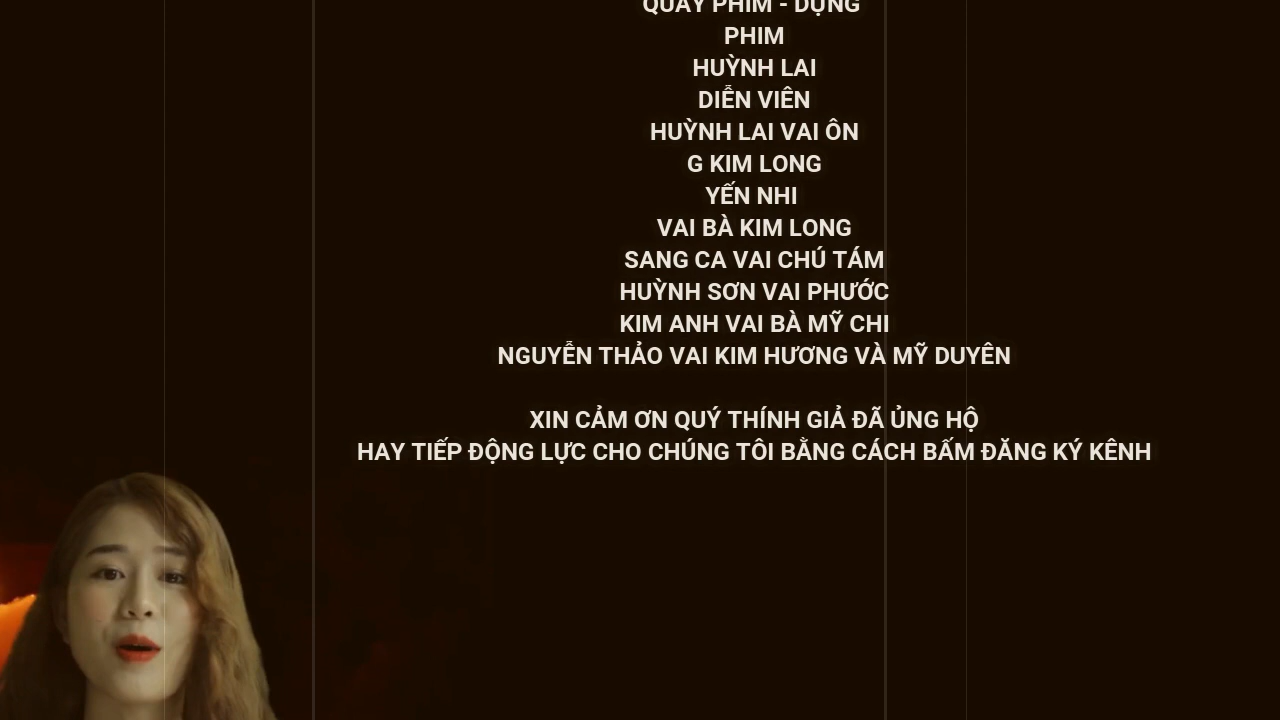 QUAY PHIM - DỰNG
PHIM
HUỲNH LAI
DIỄN VIÊN
HUỲNH LAI VAI ÔN
G KIM LONG
YẾN NHI
VAI BÀ KIM LONG
SANG CA VAI CHÚ TÁM
HUỲNH SƠN VAI PHƯỚC
KIM ANH VAI BÀ MỸ CHI
NGUYỄN THẢO VAI KIM HƯƠNG VÀ MỸ DUYÊN
XIN CẢM ƠN QUÝ THÍNH GIẢ ĐÃ ỦNG HỘ
HAY TIẾP ĐỘNG LỰC CHO CHÚNG TÔI BẰNG CÁCH BẤM ĐĂNG KÝ KÊNH